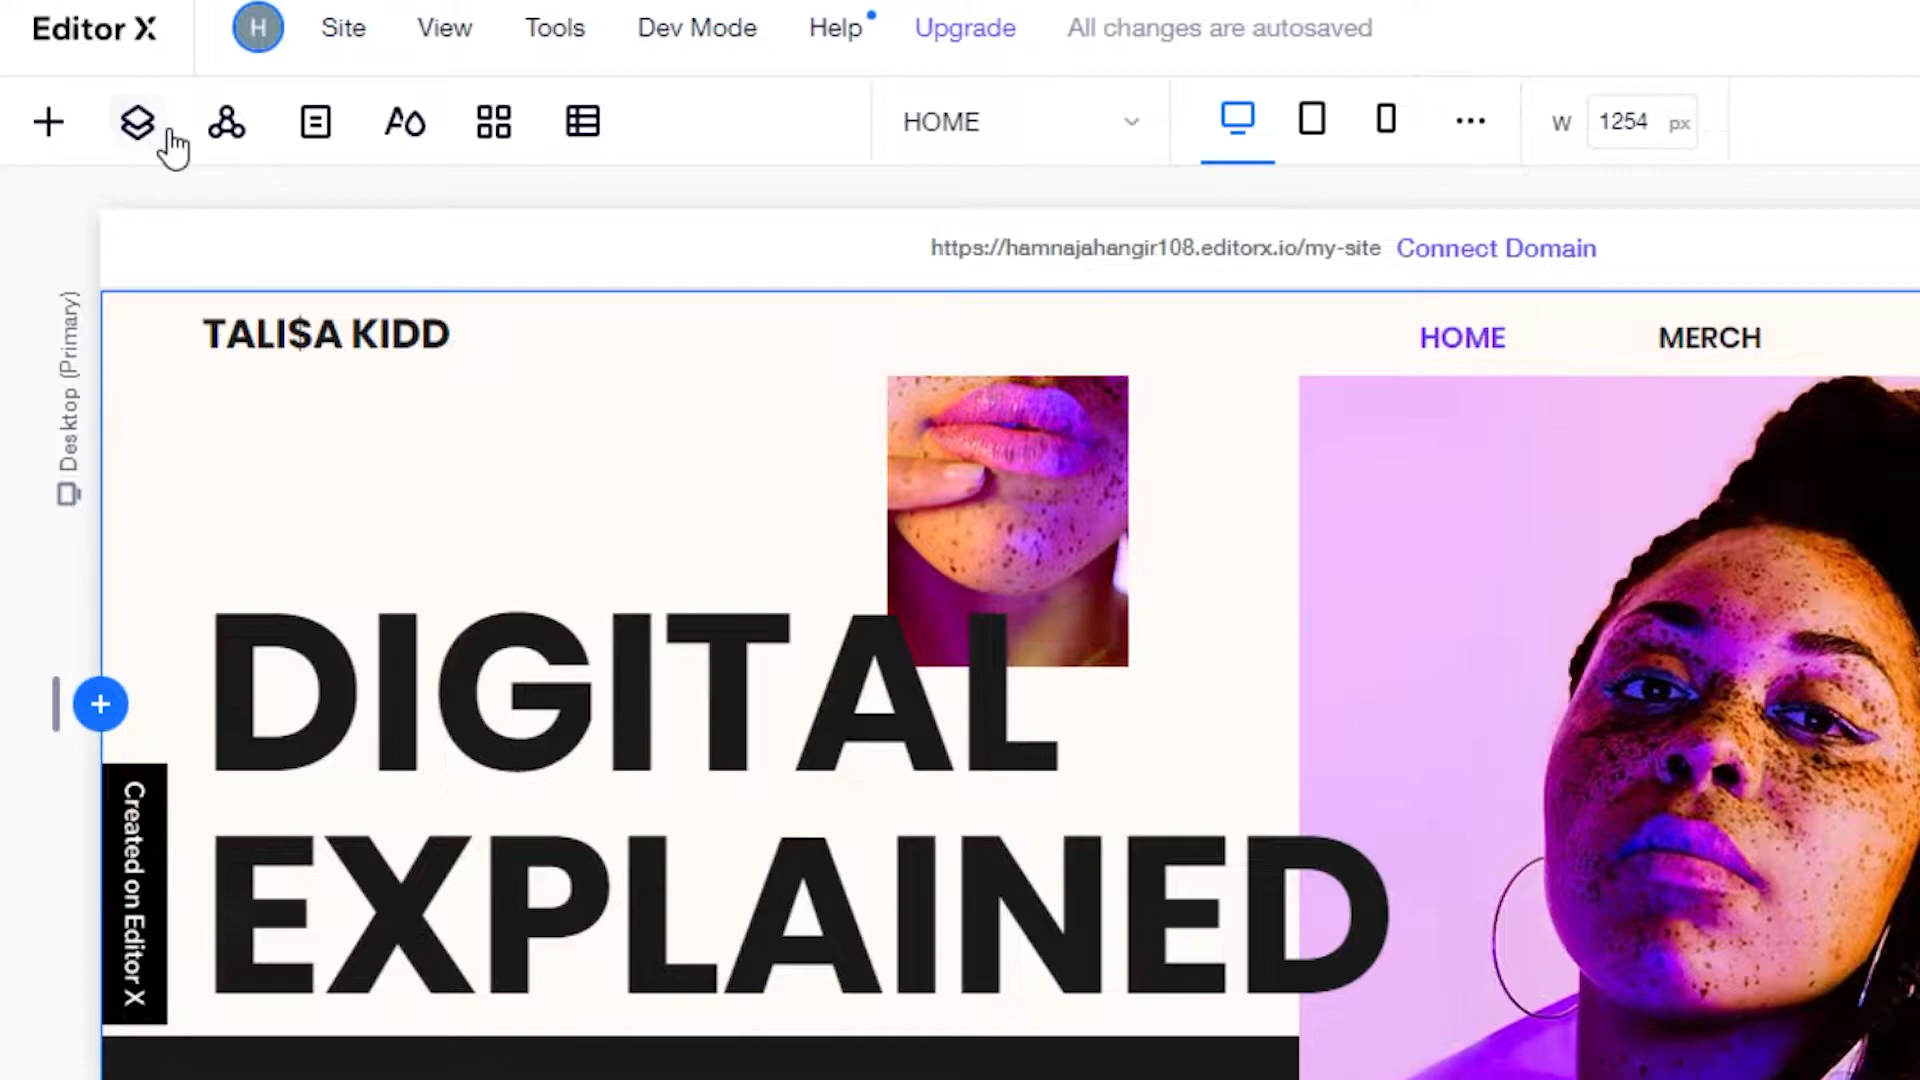 Editor X
H
Site
View
Tools
Dev Mode
Help
Upgrade
All changes are autosaved
HOME
W 1254 px
https://hamnajahangir108.editorx.io/my-site Connect Domain
Desktop (Primary)
TALI$A KIDD
HOME
MERCH
DIGITAL
EXPLAINED
Created on Editor X